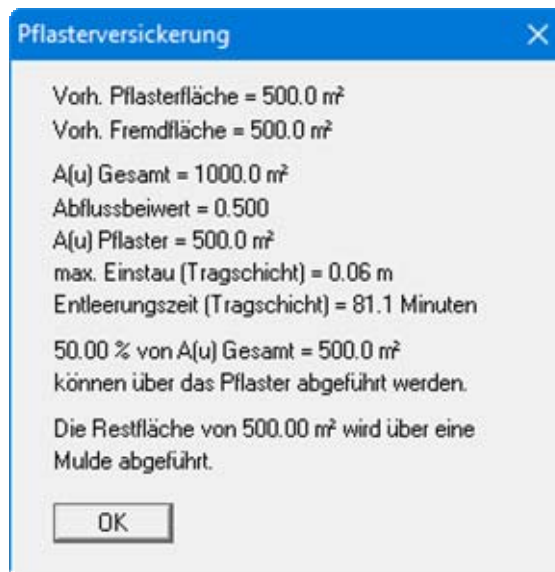 Pflasterversickerung
Vorh. Pflasterfläche = 500.0 m²
Vorh. Fremdfläche = 500.0 m²
A(u) Gesamt = 1000.0 m²
Abflussbeiwert = 0.500
A(u) Pflaster = 500.0 m²
max. Einstau (Tragschicht) = 0.06 m
Entleerungszeit (Tragschicht) = 81.1 Minuten
50.00 % von A(u) Gesamt = 500.0 m²
können über das Pflaster abgeführt werden.
Die Restfläche von 500.00 m² wird über eine
Mulde abgeführt.
OK